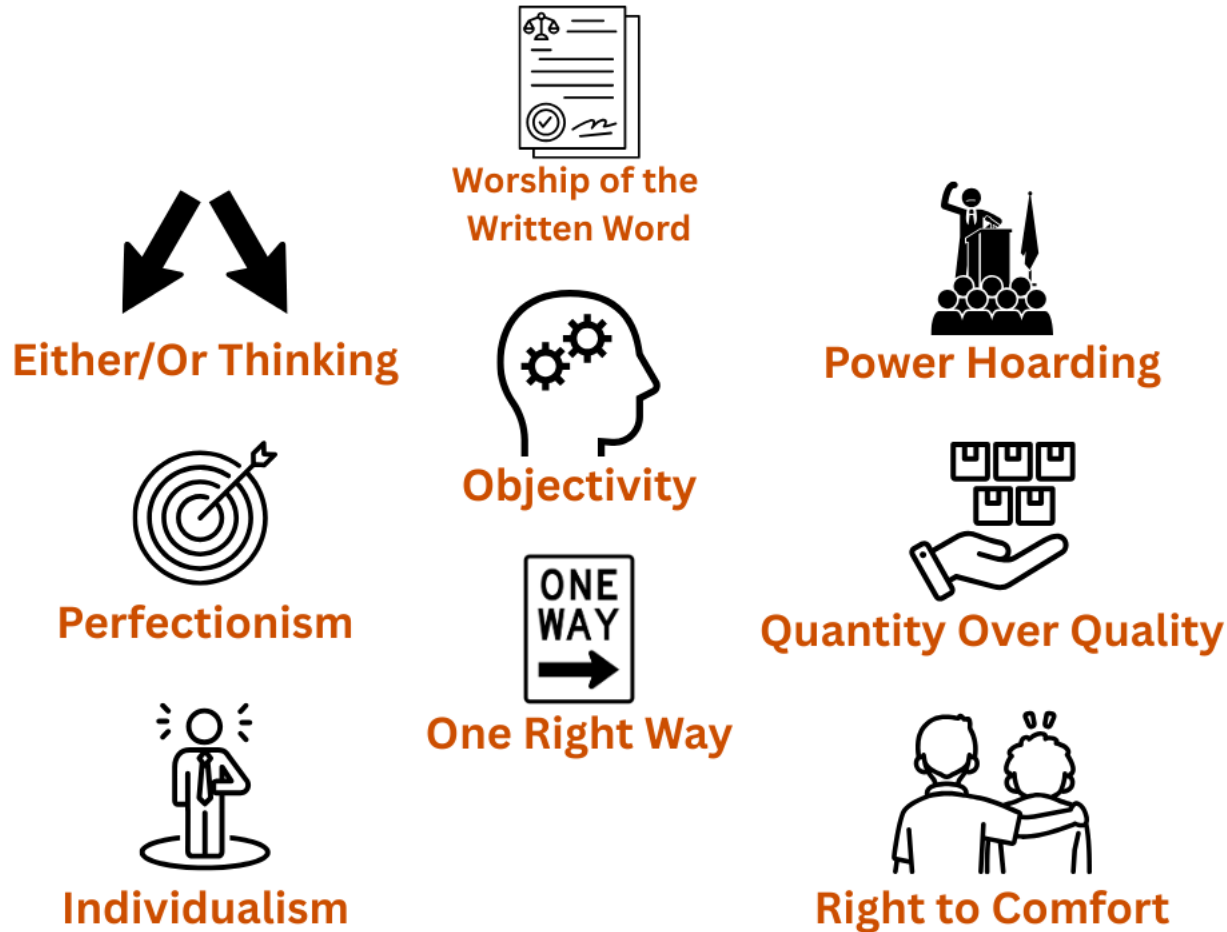 Worship of the
Written Word
Either/Or Thinking
Power Hoarding
Objectivity
Perfectionism
ONE
WAY
Quantity Over Quality
One Right Way
Individualism
Right to Comfort